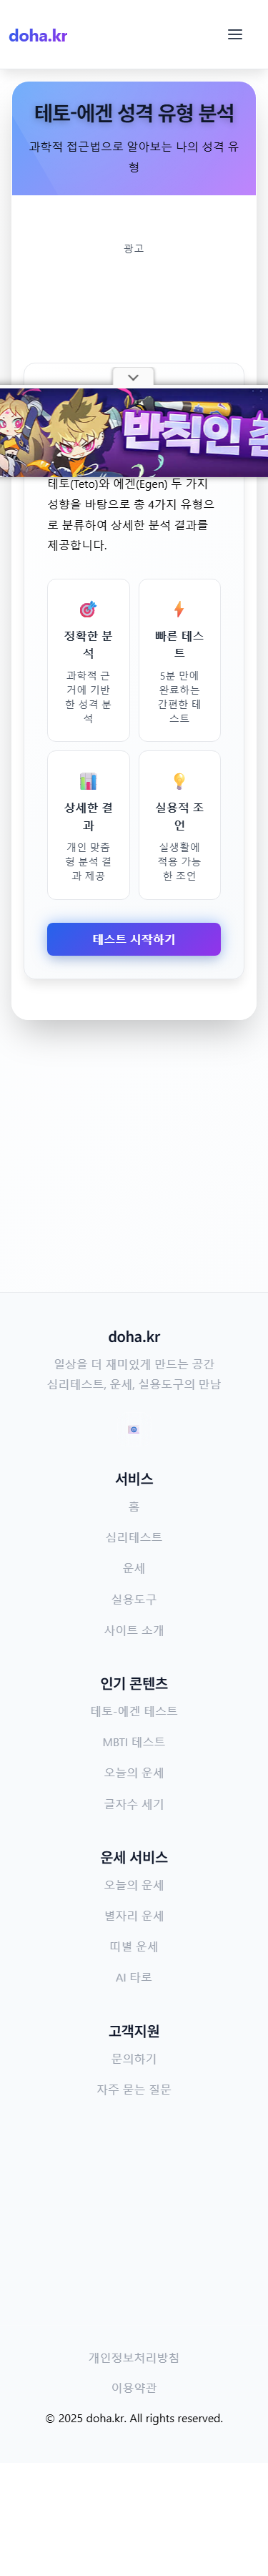 doha.kr
테토-에겐 성격 유형 분석
과학적 접근법으로 알아보는 나의 성격 유
형
광고
반칙인
테토(Teto)와 에겐(Egen) 두 가지
성향을 바탕으로 총 4가지 유형으
로 분류하여 상세한 분석 결과를
제공합니다.
정확한 분
석
과학적 근
거에 기반
한 성격 분
석
빠른 테스
트
5분 만에
완료하는
간편한 테
스트
상세한 결
과
개인 맞춤
형 분석 결
과 제공
실용적 조
언
실생활에
적용 가능
한 조언
테스트 시작하기
doha.kr
일상을 더 재미있게 만드는 공간
심리테스트, 운세, 실용도구의 만남
서비스
홈
심리테스트
운세
실용도구
사이트 소개
인기 콘텐츠
테토-에겐 테스트
MBTI 테스트
오늘의 운세
글자수 세기
운세 서비스
오늘의 운세
별자리 운세
띠별 운세
AI 타로
고객지원
문의하기
자주 묻는 질문
개인정보처리방침
이용약관
© 2025 doha.kr. All rights reserved.